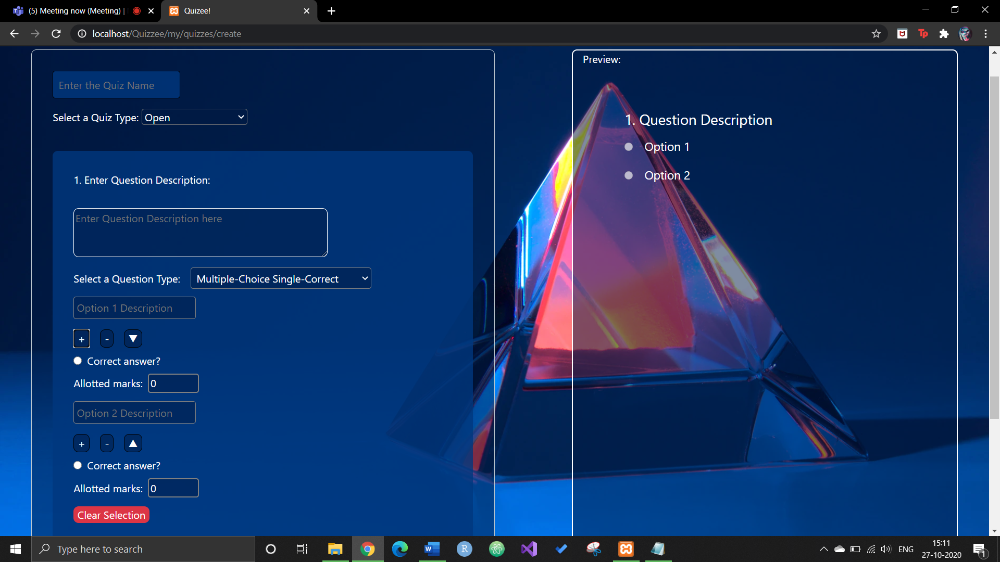 (5) Meeting now (Meeting) |
Quizee!
localhost/Quizzee/my/quizzes/create
Enter the Quiz Name
Select a Quiz Type: Open
1. Enter Question Description:
Enter Question Description here
Select a Question Type: Multiple-Choice Single-Correct
Option 1 Description
+ - ▼
Correct answer?
Allotted marks: 0
Option 2 Description
+ - ▲
Correct answer?
Allotted marks: 0
Clear Selection
Preview:
1. Question Description
Option 1
Option 2
Type here to search
ENG
15:11
27-10-2020
1